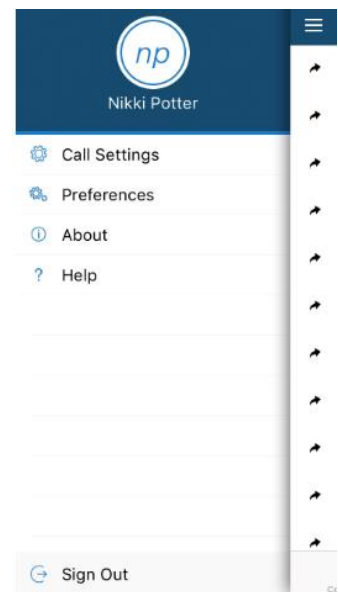 np
Nikki Potter
Call Settings
Preferences
About
? Help
Sign Out